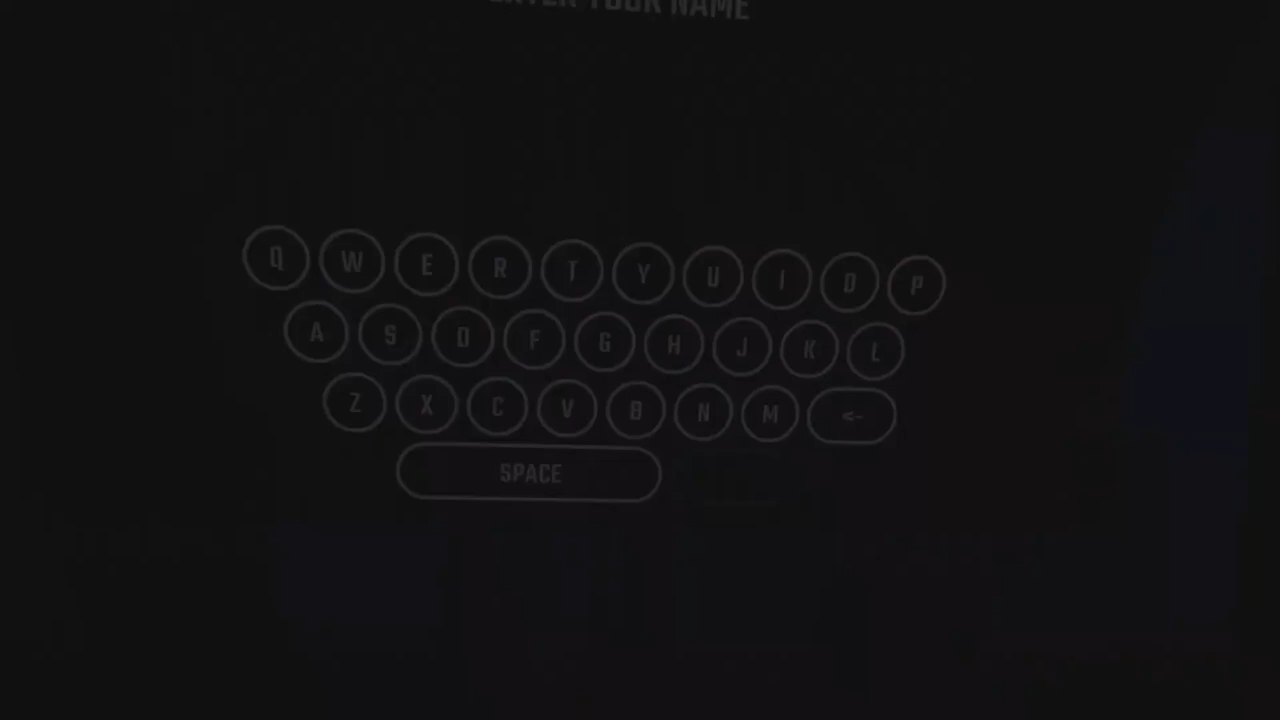 ENTER YOUR NAME
Q W E R T Y U I O P
A S D F G H J K L
Z X C V B N M <-
SPACE